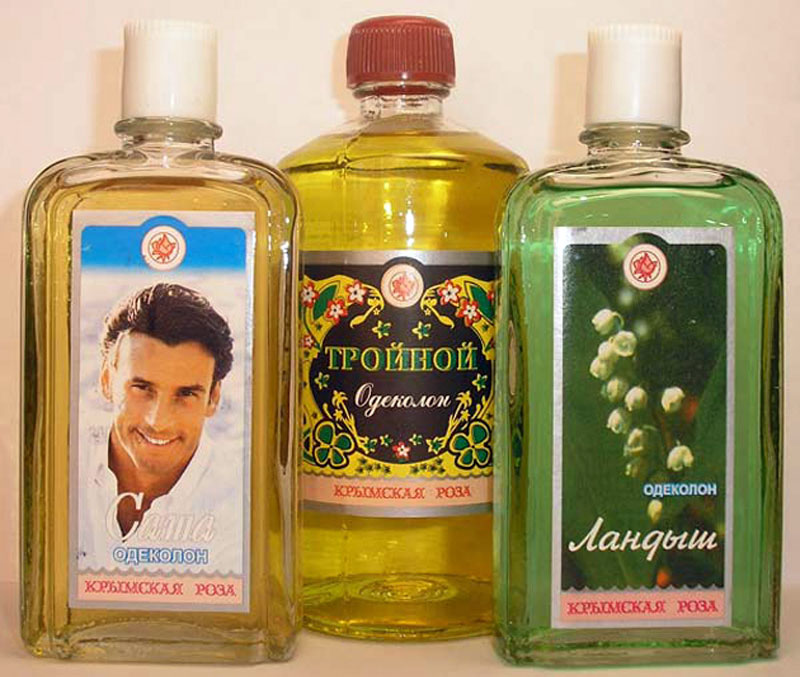 Саша
ОДЕКОЛОН
КРЫМСКАЯ РОЗА
ТРОЙНОЙ
Одеколон
КРЫМСКАЯ РОЗА
ОДЕКОЛОН
Ландыш
КРЫМСКАЯ РОЗА